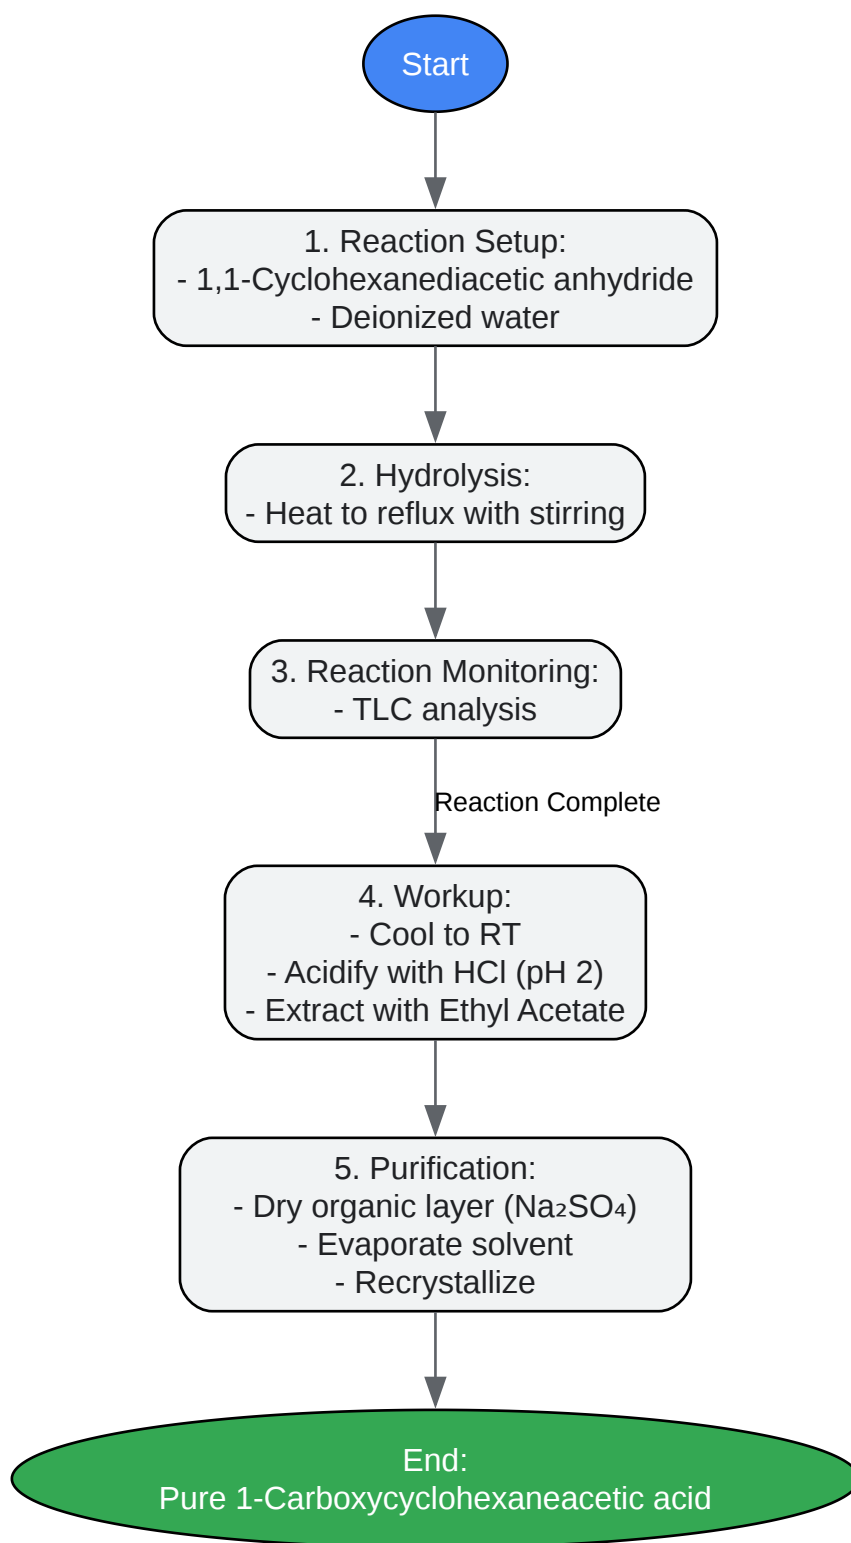 Start
1. Reaction Setup:
- 1,1-Cyclohexanediacetic anhydride
- Deionized water
2. Hydrolysis:
- Heat to reflux with stirring
3. Reaction Monitoring:
- TLC analysis
Reaction Complete
4. Workup:
- Cool to RT
- Acidify with HCl (pH 2)
- Extract with Ethyl Acetate
5. Purification:
- Dry organic layer (Na₂SO₄)
- Evaporate solvent
- Recrystallize
End:
Pure 1-Carboxycyclohexaneacetic acid